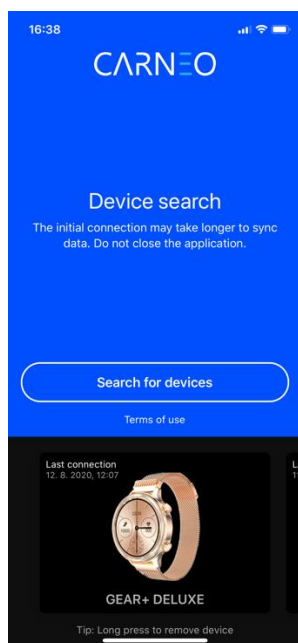 16:38
CARNEO
Device search
The initial connection may take longer to sync
data. Do not close the application.
Search for devices
Terms of use
Last connection
12. 8. 2020, 12:07
GEAR+ DELUXE
Tip: Long press to remove device